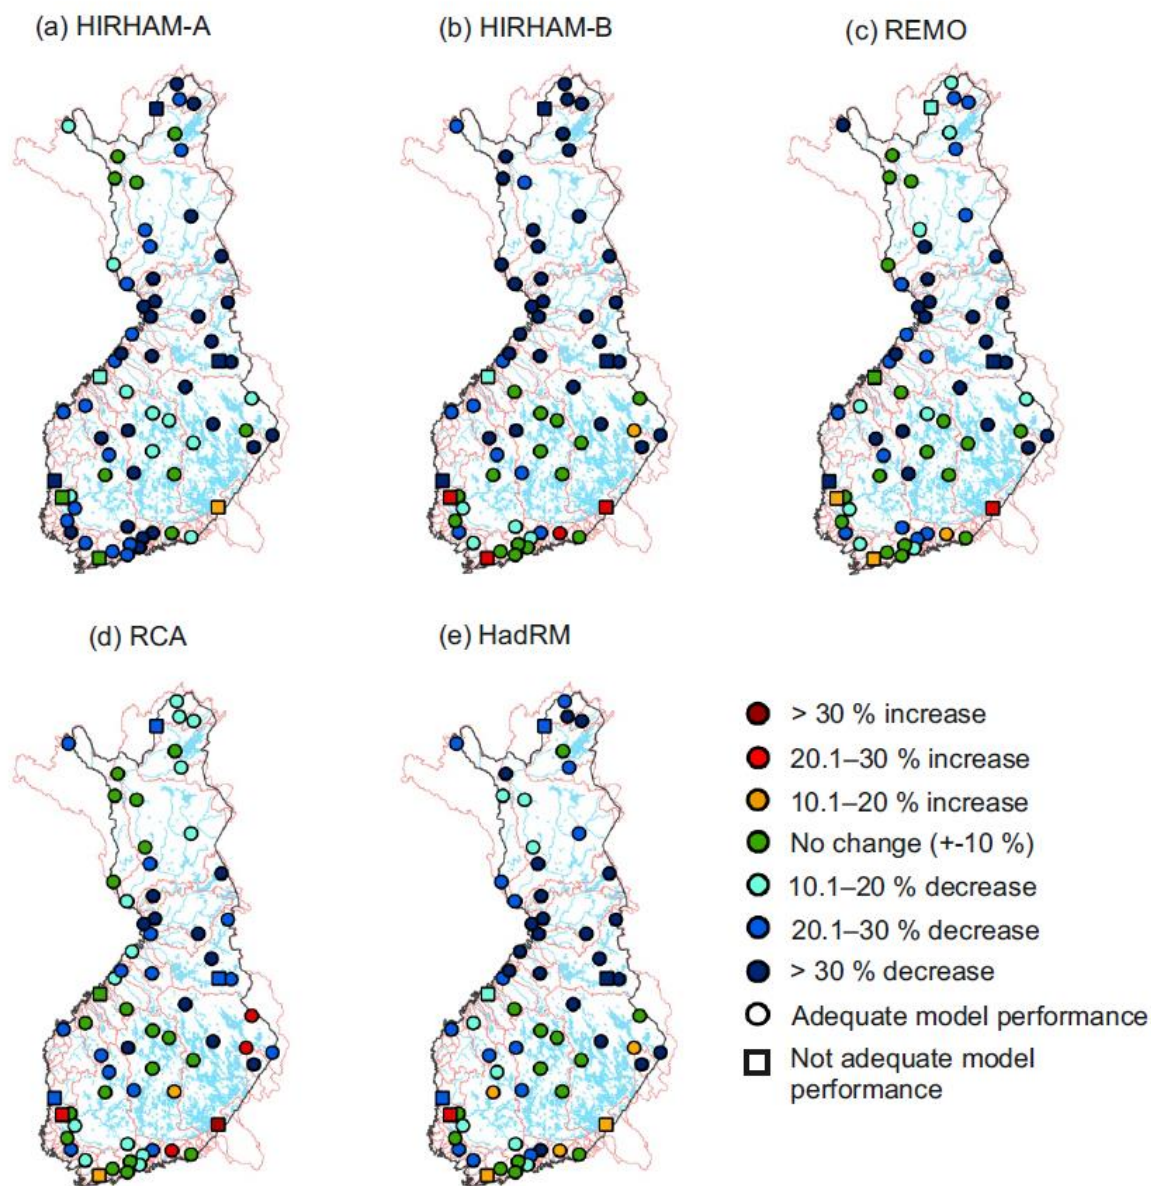 (a) HIRHAM-A
(b) HIRHAM-B
(c) REMO
(d) RCA
(e) HadRM
> 30 % increase
20.1–30 % increase
10.1–20 % increase
No change (+-10 %)
10.1–20 % decrease
20.1–30 % decrease
> 30 % decrease
Adequate model performance
Not adequate model
performance